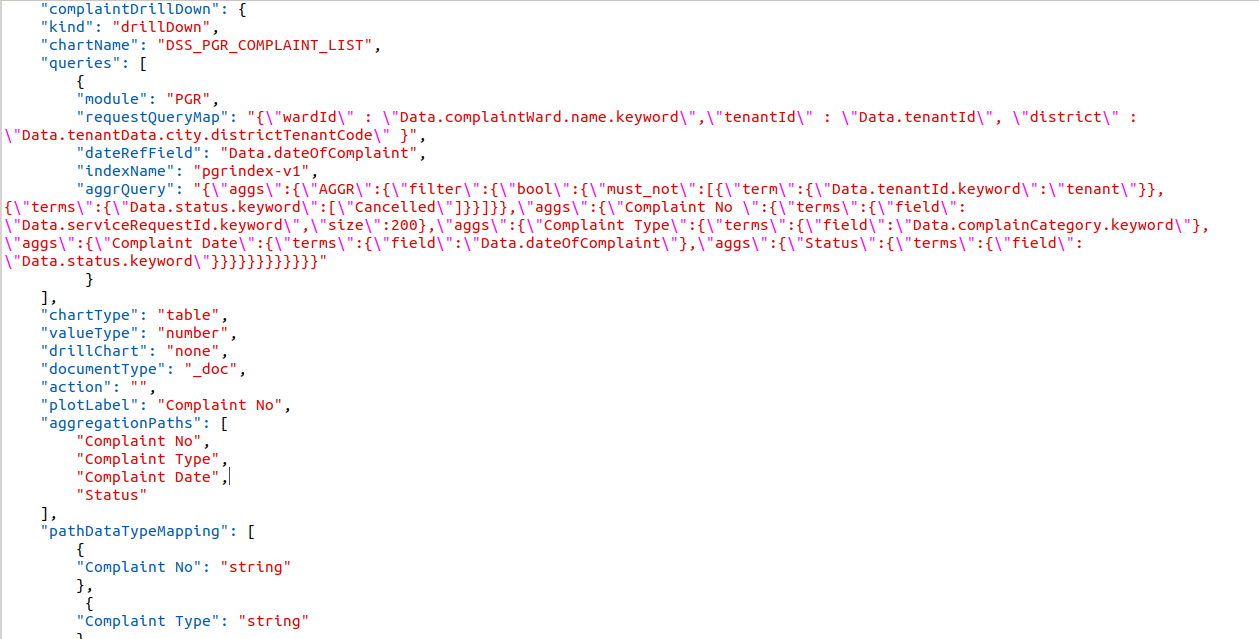 "complaintDrillDown": {
"kind": "drillDown",
"chartName": "DSS_PGR_COMPLAINT_LIST",
"queries": [
{
"module": "PGR",
"requestQueryMap": "{\"wardId\" : \"Data.complaintWard.name.keyword\",\"tenantId\" : \"Data.tenantId\", \"district\" :
\"Data.tenantData.city.districtTenantCode\" }",
"dateRefField": "Data.dateOfComplaint",
"indexName": "pgrindex-v1",
"aggrQuery": "{\"aggs\":{\"AGGR\":{\"filter\":{\"bool\":{\"must_not\":[{\"term\":{\"Data.tenantId.keyword\":\"tenant\"}},
{\"terms\":{\"Data.status.keyword\":[\"Cancelled\"]}}]}},\"aggs\":{\"Complaint No \":{\"terms\":{\"field\":
\"Data.serviceRequestId.keyword\",\"size\":200},\"aggs\":{\"Complaint Type\":{\"terms\":{\"field\":\"Data.complainCategory.keyword\"},
\"aggs\":{\"Complaint Date\":{\"terms\":{\"field\":\"Data.dateOfComplaint\"},\"aggs\":{\"Status\":{\"terms\":{\"field\":
\"Data.status.keyword\"}}}}}}}}}}}}"
}
],
"chartType": "table",
"valueType": "number",
"drillChart": "none",
"documentType": "_doc",
"action": "",
"plotLabel": "Complaint No",
"aggregationPaths": [
"Complaint No",
"Complaint Type",
"Complaint Date",
"Status"
],
"pathDataTypeMapping": [
{
"Complaint No": "string"
},
{
"Complaint Type": "string"
}